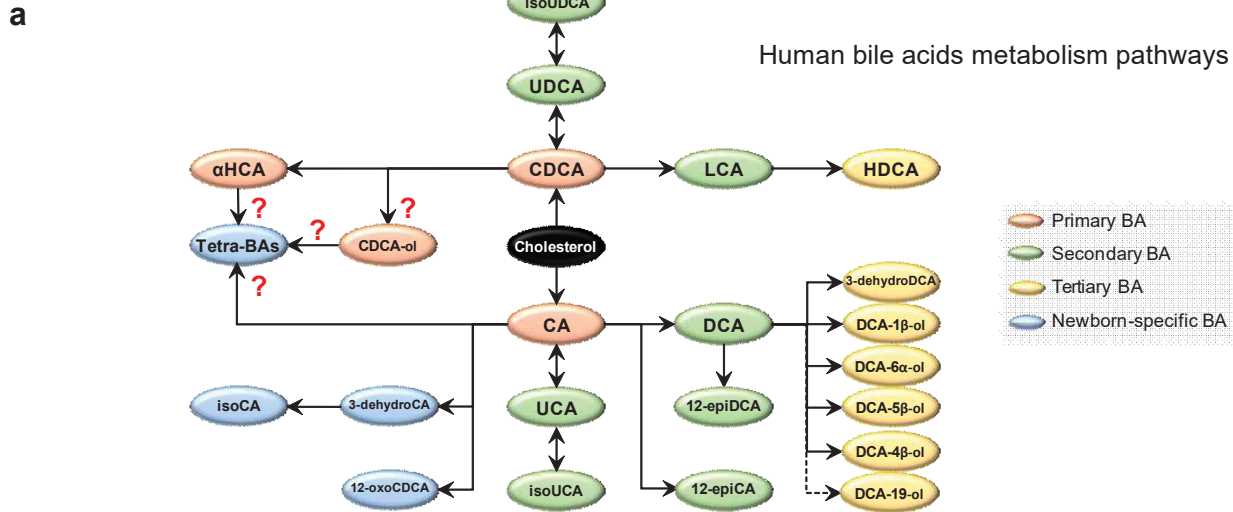 a
isoUDCA
Human bile acids metabolism pathways
UDCA
αHCA
CDCA
LCA
HDCA
?
?
?
Tetra-BAs
CDCA-ol
Cholesterol
?
Primary BA
Secondary BA
Tertiary BA
Newborn-specific BA
3-dehydroDCA
CA
DCA
DCA-1β-ol
DCA-6α-ol
isoCA
3-dehydroCA
UCA
12-epiDCA
DCA-5β-ol
DCA-4β-ol
12-oxoCDCA
isoUCA
12-epiCA
DCA-19-ol